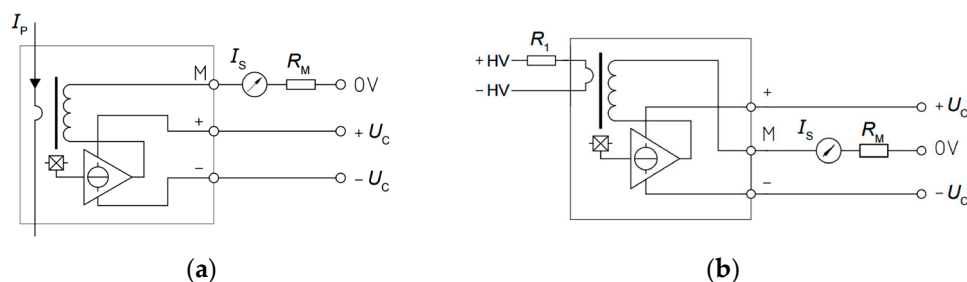 I_P
M
I_S
R_M
0V
+
+ U_C
−
− U_C
(a)
R_1
+ HV
− HV
+
+ U_C
M
I_S
R_M
0V
−
− U_C
(b)